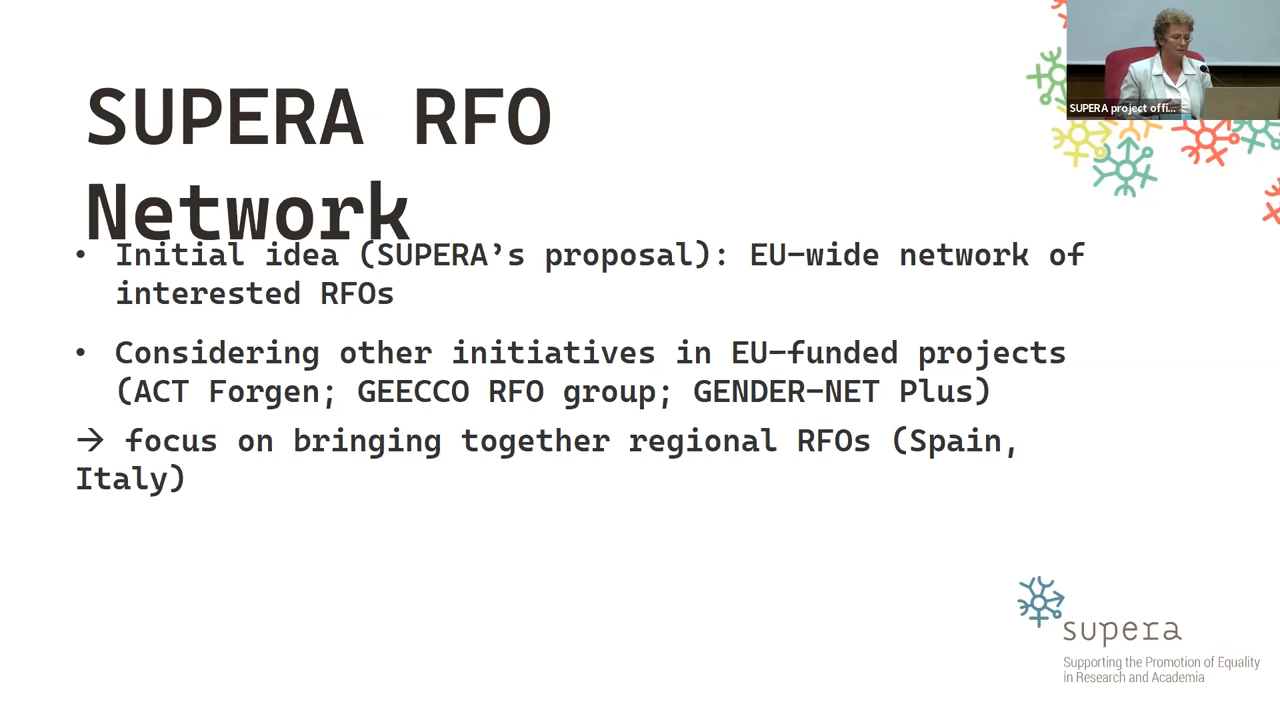 SUPERA RFO
Network
• Initial idea (SUPERA’s proposal): EU-wide network of
interested RFOs
• Considering other initiatives in EU-funded projects
(ACT Forgen; GEECCO RFO group; GENDER-NET Plus)
→ focus on bringing together regional RFOs (Spain,
Italy)
SUPERA project offi...
supera
Supporting the Promotion of Equality
in Research and Academia